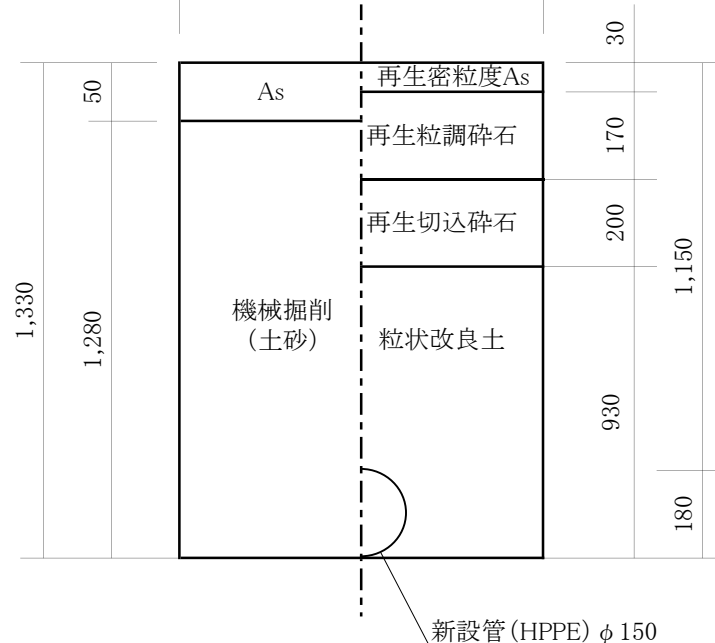 30
再生密粒度As
50
As
再生粒調砕石
170
再生切込砕石
200
1,150
1,330
1,280
機械掘削
（土砂）
粒状改良土
930
180
新設管(HPPE) φ150